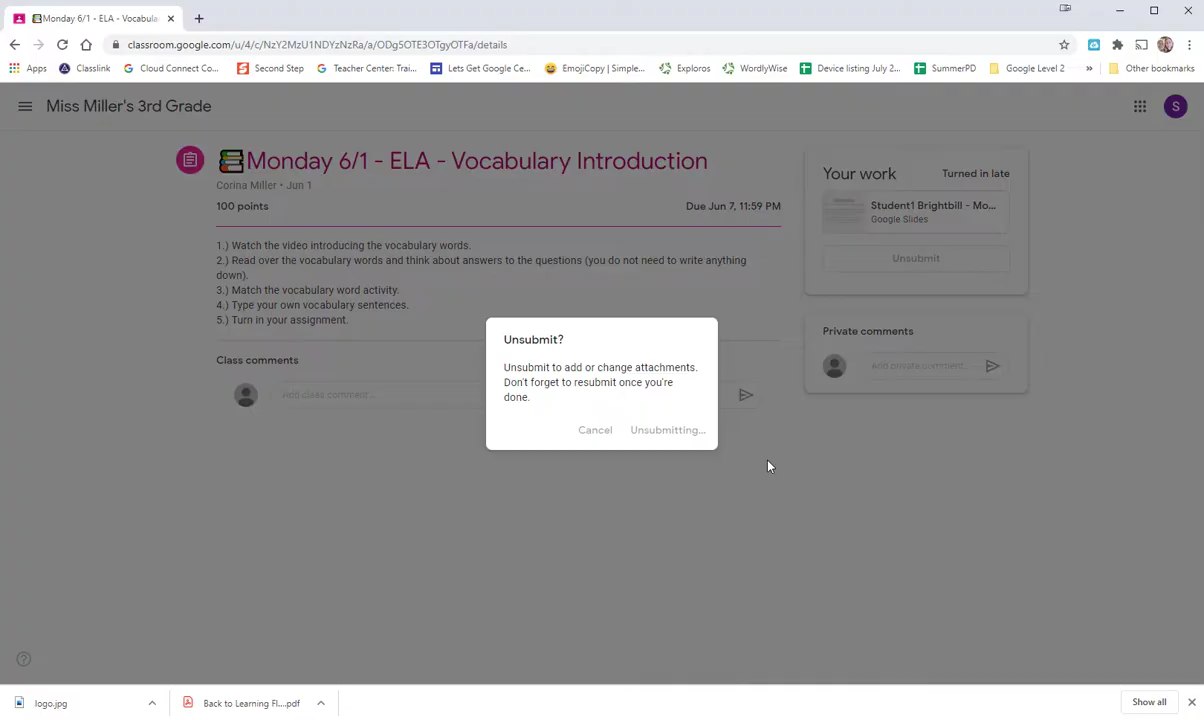 Monday 6/1 - ELA - Vocabula
classroom.google.com/u/4/c/NzY2MzU1NDYzNzRa/a/ODg5OTE3OTgyOTFa/details
Apps
Classlink
Cloud Connect Co...
Second Step
Teacher Center: Trai...
Lets Get Google Ce...
EmojiCopy | Simple...
Exploros
WordlyWise
Device listing July 2...
SummerPD
Google Level 2
»
Other bookmarks
Miss Miller's 3rd Grade
S
Monday 6/1 - ELA - Vocabulary Introduction
Corina Miller • Jun 1
100 points
Due Jun 7, 11:59 PM
1.) Watch the video introducing the vocabulary words.
2.) Read over the vocabulary words and think about answers to the questions (you do not need to write anything
down).
3.) Match the vocabulary word activity.
4.) Type your own vocabulary sentences.
5.) Turn in your assignment.
Class comments
Add class comment...
Your work
Turned in late
Student1 Brightbill - Mo...
Google Slides
Unsubmit
Private comments
Add private comment...
Unsubmit?
Unsubmit to add or change attachments.
Don't forget to resubmit once you're
done.
Cancel
Unsubmitting...
logo.jpg
Back to Learning Fl....pdf
Show all